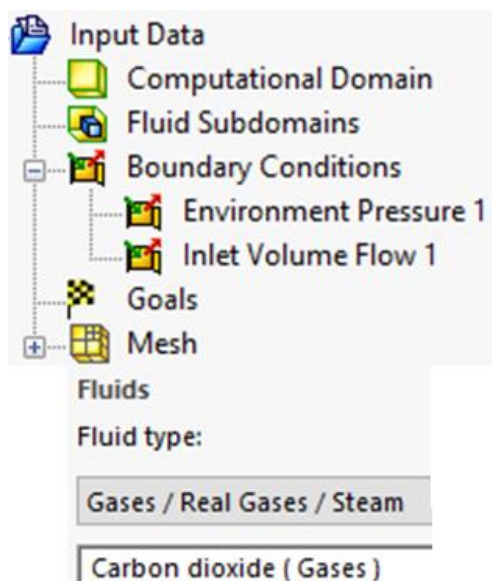 Input Data
Computational Domain
Fluid Subdomains
Boundary Conditions
Environment Pressure 1
Inlet Volume Flow 1
Goals
Mesh
Fluids
Fluid type:
Gases / Real Gases / Steam
Carbon dioxide ( Gases )